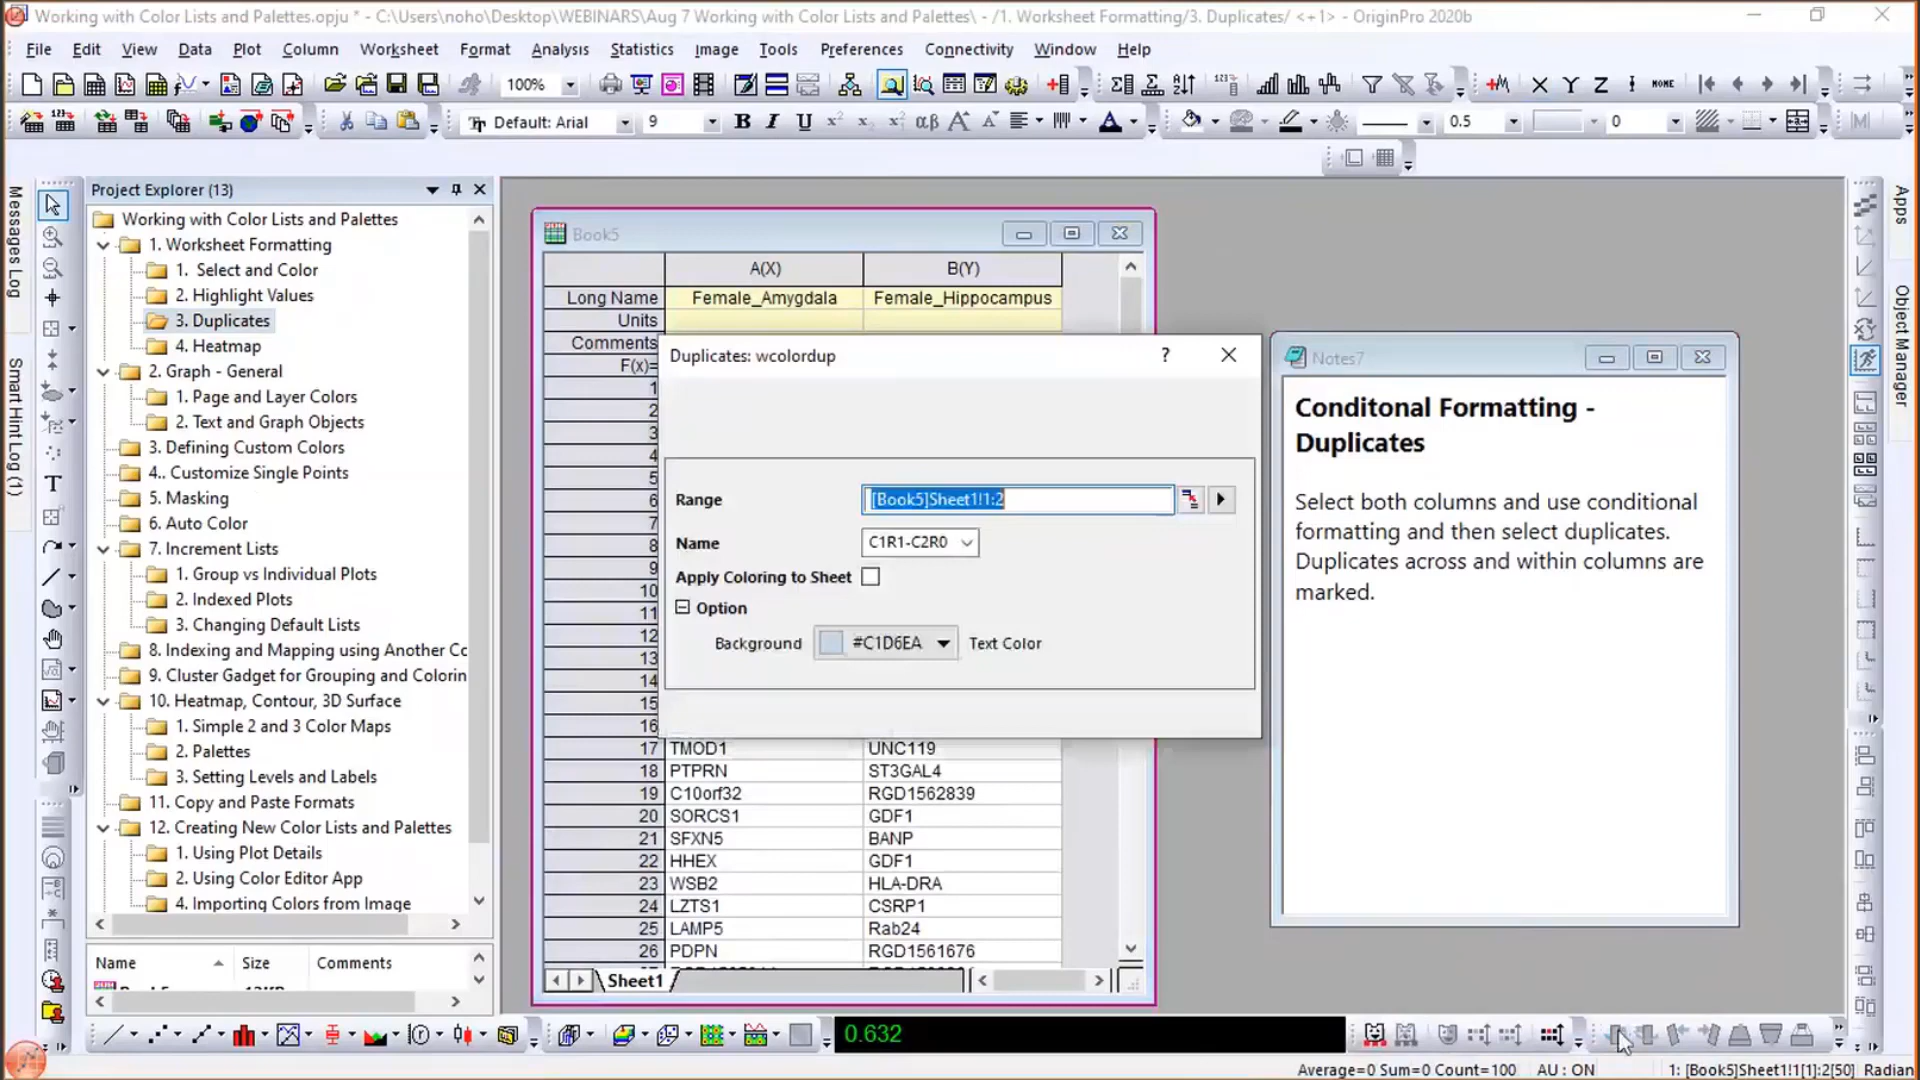 Working with Color Lists and Palettes.opju * - C:\Users\noho\Desktop\WEBINARS\Aug 7 Working with Color Lists and Palettes\ - /1. Worksheet Formatting/3. Duplicates/ <+1> - OriginPro 2020b
File Edit View Data Plot Column Worksheet Format Analysis Statistics Image Tools Preferences Connectivity Window Help
100%
X Y Z HOME
Default: Arial 9 B I U αβ A A A 0.5 0
Messages Log
Smart Hint Log (1)
Project Explorer (13)
Working with Color Lists and Palettes
1. Worksheet Formatting
1. Select and Color
2. Highlight Values
3. Duplicates
4. Heatmap
2. Graph - General
1. Page and Layer Colors
2. Text and Graph Objects
3. Defining Custom Colors
4.. Customize Single Points
5. Masking
6. Auto Color
7. Increment Lists
1. Group vs Individual Plots
2. Indexed Plots
3. Changing Default Lists
8. Indexing and Mapping using Another Cc
9. Cluster Gadget for Grouping and Colorin
10. Heatmap, Contour, 3D Surface
1. Simple 2 and 3 Color Maps
2. Palettes
3. Setting Levels and Labels
11. Copy and Paste Formats
12. Creating New Color Lists and Palettes
1. Using Plot Details
2. Using Color Editor App
4. Importing Colors from Image
Name Size Comments
Book5
A(X) B(Y)
Long Name Female_Amygdala Female_Hippocampus
Units
Comments
F(x)=
1
2
3
4
5
6
7
8
9
10
11
12
13
14
15
16
17 TMOD1 UNC119
18 PTPRN ST3GAL4
19 C10orf32 RGD1562839
20 SORCS1 GDF1
21 SFXN5 BANP
22 HHEX GDF1
23 WSB2 HLA-DRA
24 LZTS1 CSRP1
25 LAMP5 Rab24
26 PDPN RGD1561676
Sheet1
Duplicates: wcolordup ?
Range [Book5]Sheet1!1:2
Name C1R1-C2R0
Apply Coloring to Sheet
Option
Background #C1D6EA Text Color
Notes7
Conditonal Formatting -
Duplicates
Select both columns and use conditional
formatting and then select duplicates.
Duplicates across and within columns are
marked.
Apps
Object Manager
T
0.632
Average=0 Sum=0 Count=100 AU : ON 1: [Book5]Sheet1!1[1]:2[50] Radian